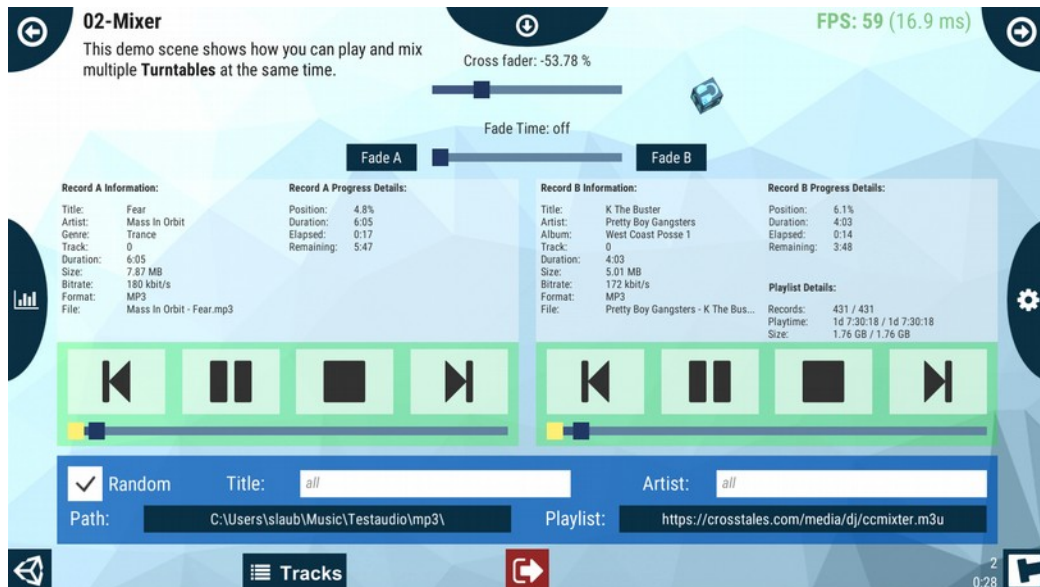 02-Mixer
This demo scene shows how you can play and mix
multiple Turntables at the same time.
FPS: 59 (16.9 ms)
Cross fader: -53.78 %
Fade Time: off
Fade A
Fade B
Record A Information:
Title: Fear
Artist: Mass In Orbit
Genre: Trance
Track: 0
Duration: 6:05
Size: 7.87 MB
Bitrate: 180 kbit/s
Format: MP3
File: Mass In Orbit - Fear.mp3
Record A Progress Details:
Position: 4.8%
Duration: 6:05
Elapsed: 0:17
Remaining: 5:47
Record B Information:
Title: K The Buster
Artist: Pretty Boy Gangsters
Album: West Coast Posse 1
Track: 0
Duration: 4:03
Size: 5.01 MB
Bitrate: 172 kbit/s
Format: MP3
File: Pretty Boy Gangsters - K The Bus...
Record B Progress Details:
Position: 6.1%
Duration: 4:03
Elapsed: 0:14
Remaining: 3:48
Playlist Details:
Records: 431 / 431
Playtime: 1d 7:30:18 / 1d 7:30:18
Size: 1.76 GB / 1.76 GB
Random
Title: all
Artist: all
Path: C:\Users\slaub\Music\Testaudio\mp3\
Playlist: https://crosstales.com/media/dj/ccmixter.m3u
Tracks
2
0:28